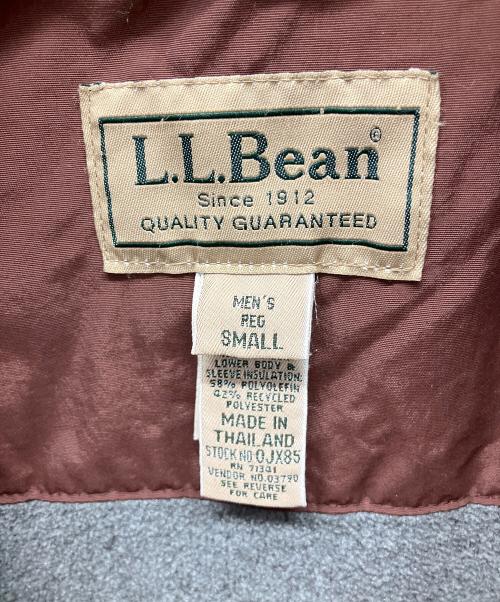 L.L.Bean®
Since 1912
QUALITY GUARANTEED
MEN'S
REG
SMALL
LOWER BODY &
SLEEVE INSULATION:
58% POLYOLEFIN
42% RECYCLED
POLYESTER
MADE IN
THAILAND
STOCK NO 0JX85
RN 71341
VENDOR NO.03790
SEE REVERSE
FOR CARE